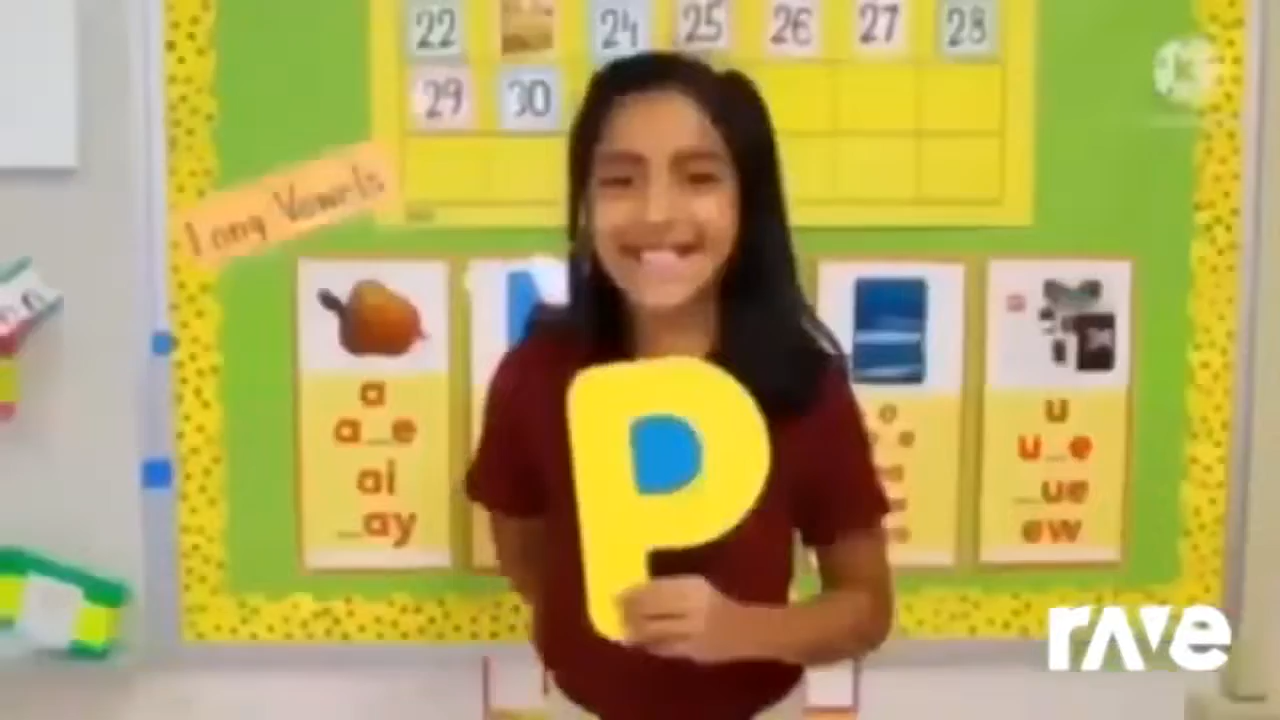 22 24 25 26 27 28
29 30
Long Vowels
a
a_e
ai
_ay
o
u
u_e
_ue
ew
P
rave